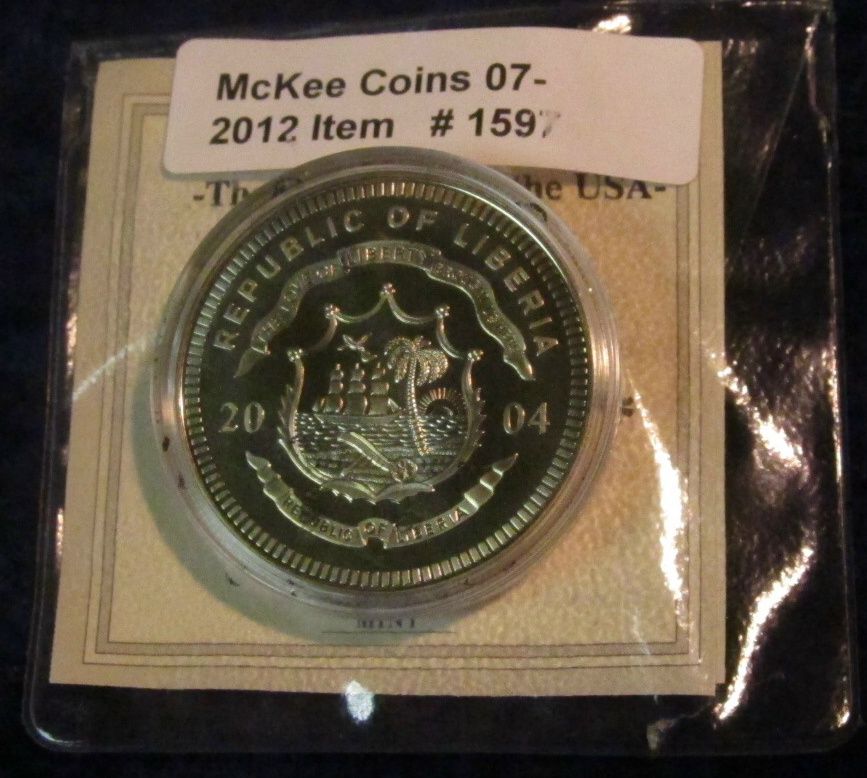 McKee Coins 07-
2012 Item # 1597
the USA-
REPUBLIC OF LIBERIA
THE LOVE OF LIBERTY BROUGHT US HERE
20 04
REPUBLIC OF LIBERIA
MINT